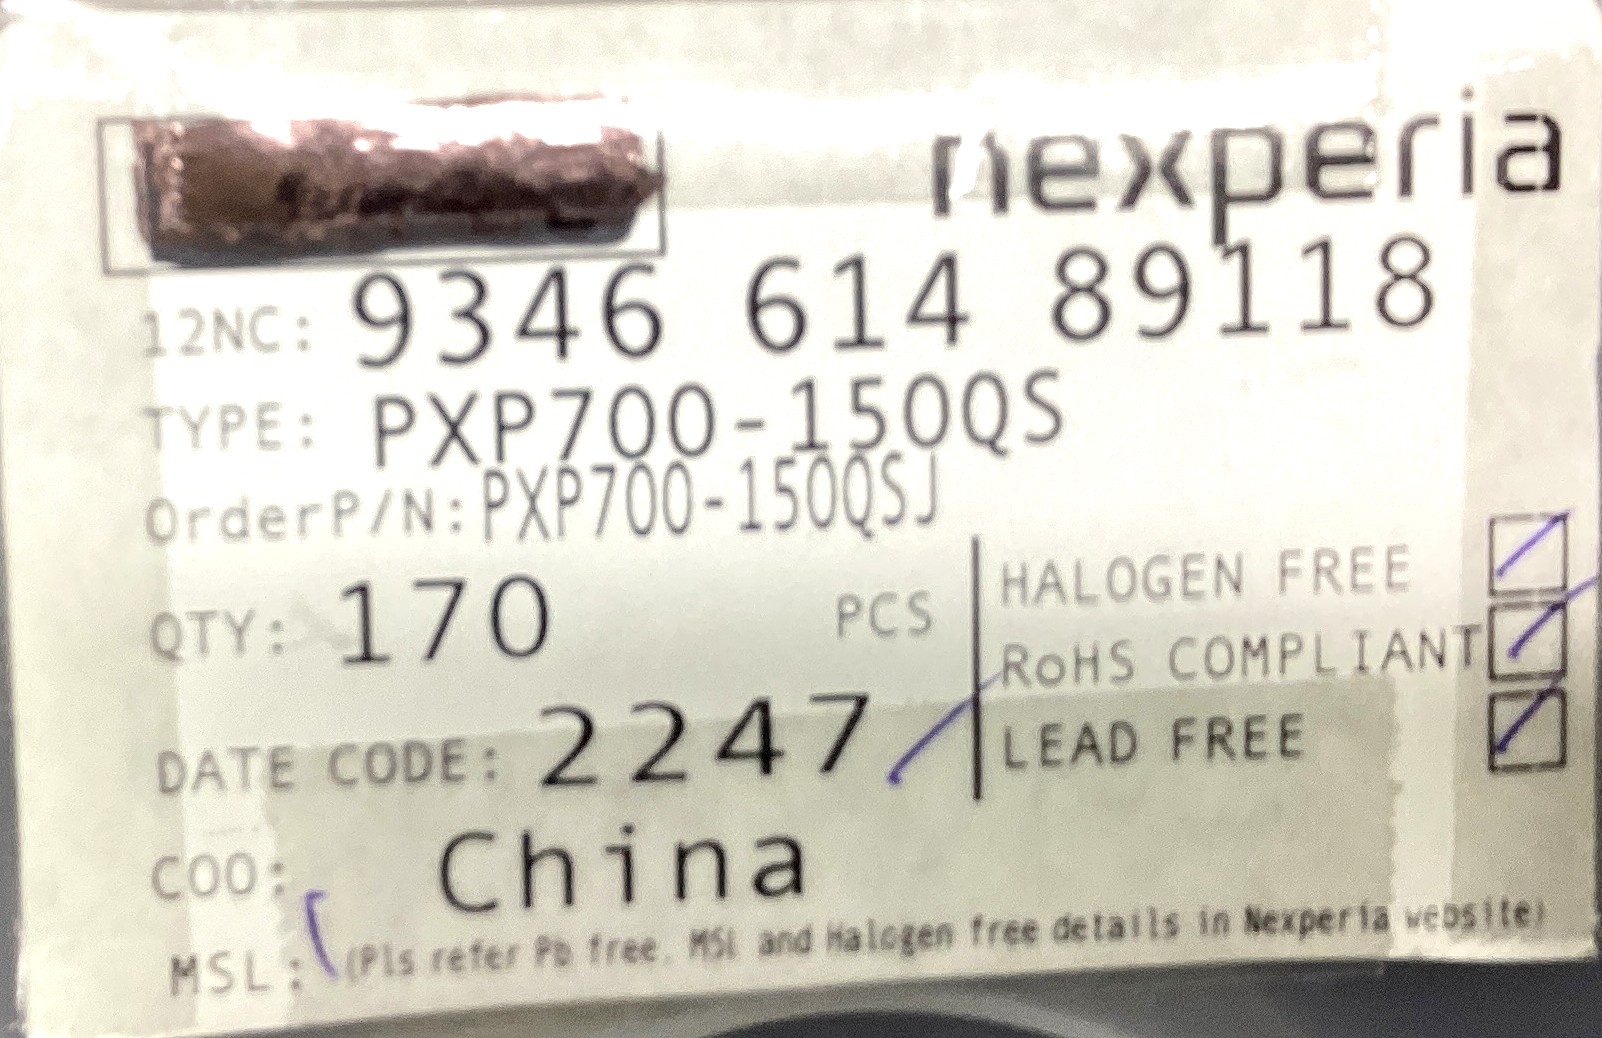 nexperia
12NC: 9346 614 89118
TYPE: PXP700-150QS
OrderP/N: PXP700-150QSJ
QTY: 170 PCS
HALOGEN FREE
RoHS COMPLIANT
LEAD FREE
DATE CODE: 2247
COO: China
MSL: (Pls refer Pb free. MSL and Halogen free details in Nexperia website)